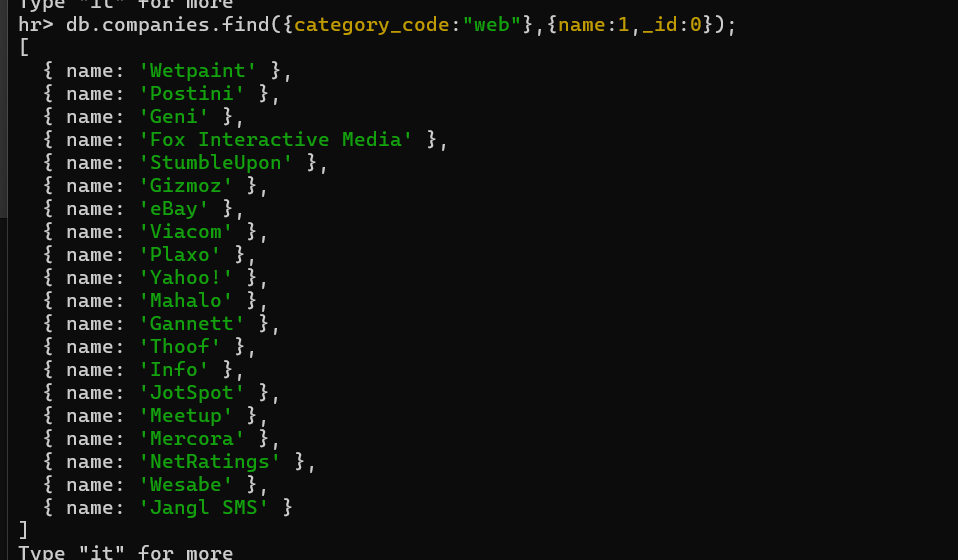 Type "it" for more
hr> db.companies.find({category_code:"web"},{name:1,_id:0});
[
  { name: 'Wetpaint' },
  { name: 'Postini' },
  { name: 'Geni' },
  { name: 'Fox Interactive Media' },
  { name: 'StumbleUpon' },
  { name: 'Gizmoz' },
  { name: 'eBay' },
  { name: 'Viacom' },
  { name: 'Plaxo' },
  { name: 'Yahoo!' },
  { name: 'Mahalo' },
  { name: 'Gannett' },
  { name: 'Thoof' },
  { name: 'Info' },
  { name: 'JotSpot' },
  { name: 'Meetup' },
  { name: 'Mercora' },
  { name: 'NetRatings' },
  { name: 'Wesabe' },
  { name: 'Jangl SMS' }
]
Type "it" for more